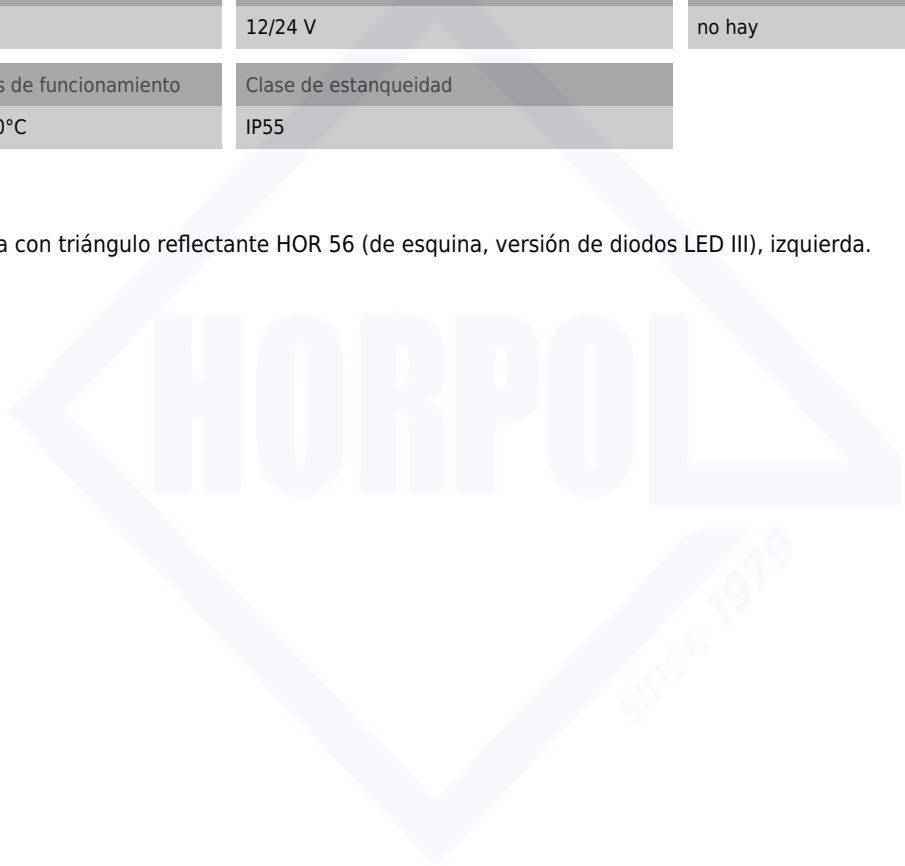 12/24 V no hay
s de funcionamiento Clase de estanqueidad
0°C IP55
a con triángulo reflectante HOR 56 (de esquina, versión de diodos LED III), izquierda.
HORPOL
since 1979